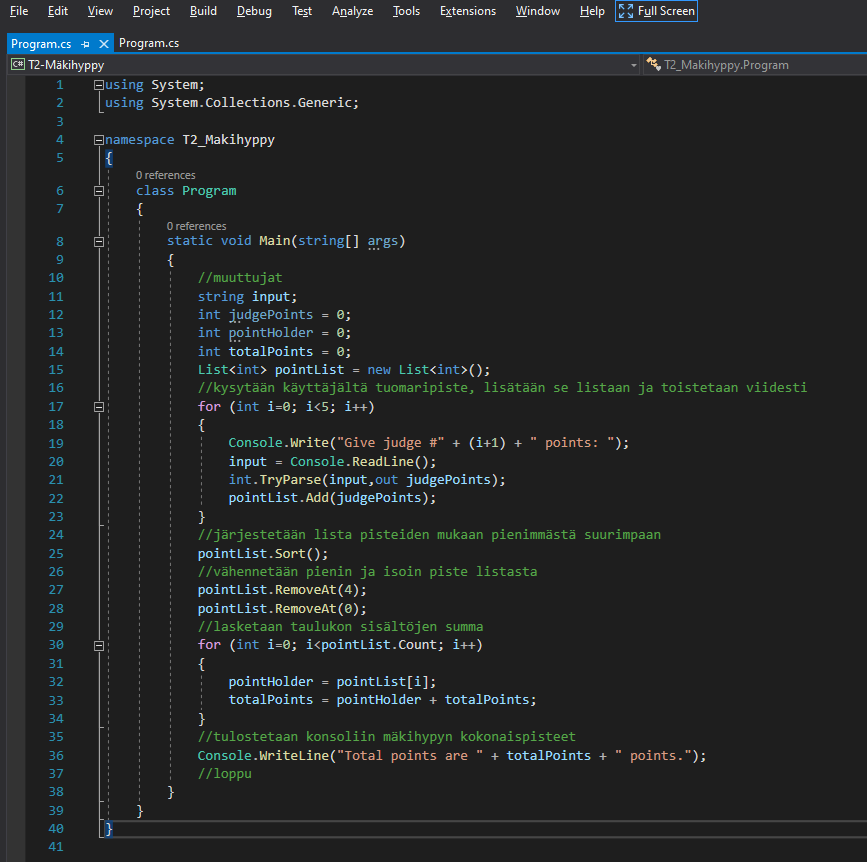 File Edit View Project Build Debug Test Analyze Tools Extensions Window Help Full Screen
Program.cs Program.cs
C# T2-Mäkihyppy T2_Makihyppy.Program
1 using System;
2 using System.Collections.Generic;
3
4 namespace T2_Makihyppy
5 {
0 references
6 class Program
7 {
0 references
8 static void Main(string[] args)
9 {
10 //muuttujat
11 string input;
12 int judgePoints = 0;
13 int pointHolder = 0;
14 int totalPoints = 0;
15 List<int> pointList = new List<int>();
16 //kysytään käyttäjältä tuomaripiste, lisätään se listaan ja toistetaan viidesti
17 for (int i=0; i<5; i++)
18 {
19 Console.Write("Give judge #" + (i+1) + " points: ");
20 input = Console.ReadLine();
21 int.TryParse(input,out judgePoints);
22 pointList.Add(judgePoints);
23 }
24 //järjestetään lista pisteiden mukaan pienimmästä suurimpaan
25 pointList.Sort();
26 //vähennetään pienin ja isoin piste listasta
27 pointList.RemoveAt(4);
28 pointList.RemoveAt(0);
29 //lasketaan taulukon sisältöjen summa
30 for (int i=0; i<pointList.Count; i++)
31 {
32 pointHolder = pointList[i];
33 totalPoints = pointHolder + totalPoints;
34 }
35 //tulostetaan konsoliin mäkihypyn kokonaispisteet
36 Console.WriteLine("Total points are " + totalPoints + " points.");
37 //loppu
38 }
39 }
40 }
41